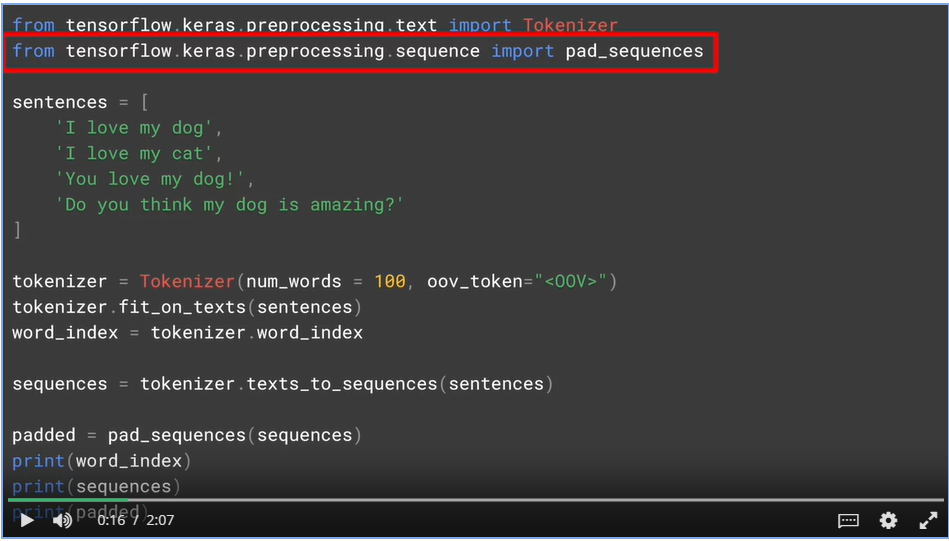 from tensorflow.keras.preprocessing.text import Tokenizer
from tensorflow.keras.preprocessing.sequence import pad_sequences
sentences = [
'I love my dog',
'I love my cat',
'You love my dog!',
'Do you think my dog is amazing?'
]
tokenizer = Tokenizer(num_words = 100, oov_token="<OOV>")
tokenizer.fit_on_texts(sentences)
word_index = tokenizer.word_index
sequences = tokenizer.texts_to_sequences(sentences)
padded = pad_sequences(sequences)
print(word_index)
print(sequences)
print(padded)
0:16 / 2:07